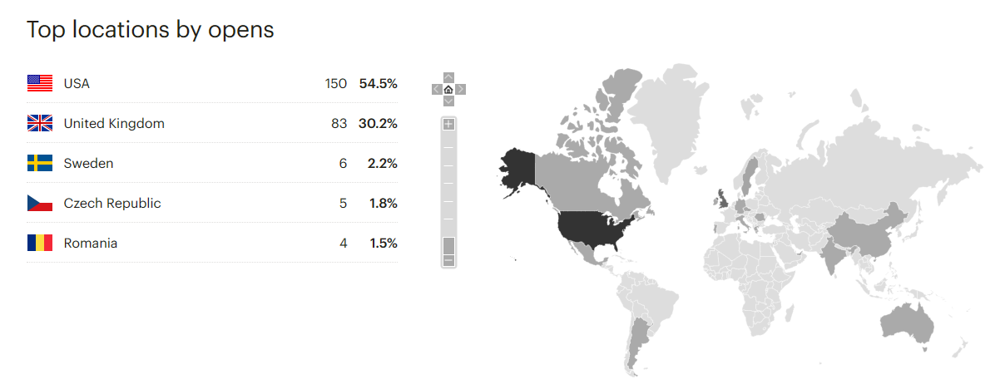 Top locations by opens
USA 150 54.5%
United Kingdom 83 30.2%
Sweden 6 2.2%
Czech Republic 5 1.8%
Romania 4 1.5%